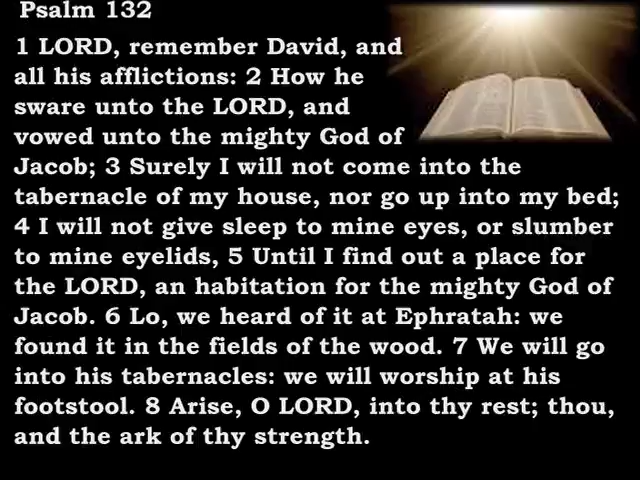 Psalm 132
1 LORD, remember David, and
all his afflictions: 2 How he
sware unto the LORD, and
vowed unto the mighty God of
Jacob; 3 Surely I will not come into the
tabernacle of my house, nor go up into my bed;
4 I will not give sleep to mine eyes, or slumber
to mine eyelids, 5 Until I find out a place for
the LORD, an habitation for the mighty God of
Jacob. 6 Lo, we heard of it at Ephratah: we
found it in the fields of the wood. 7 We will go
into his tabernacles: we will worship at his
footstool. 8 Arise, O LORD, into thy rest; thou,
and the ark of thy strength.